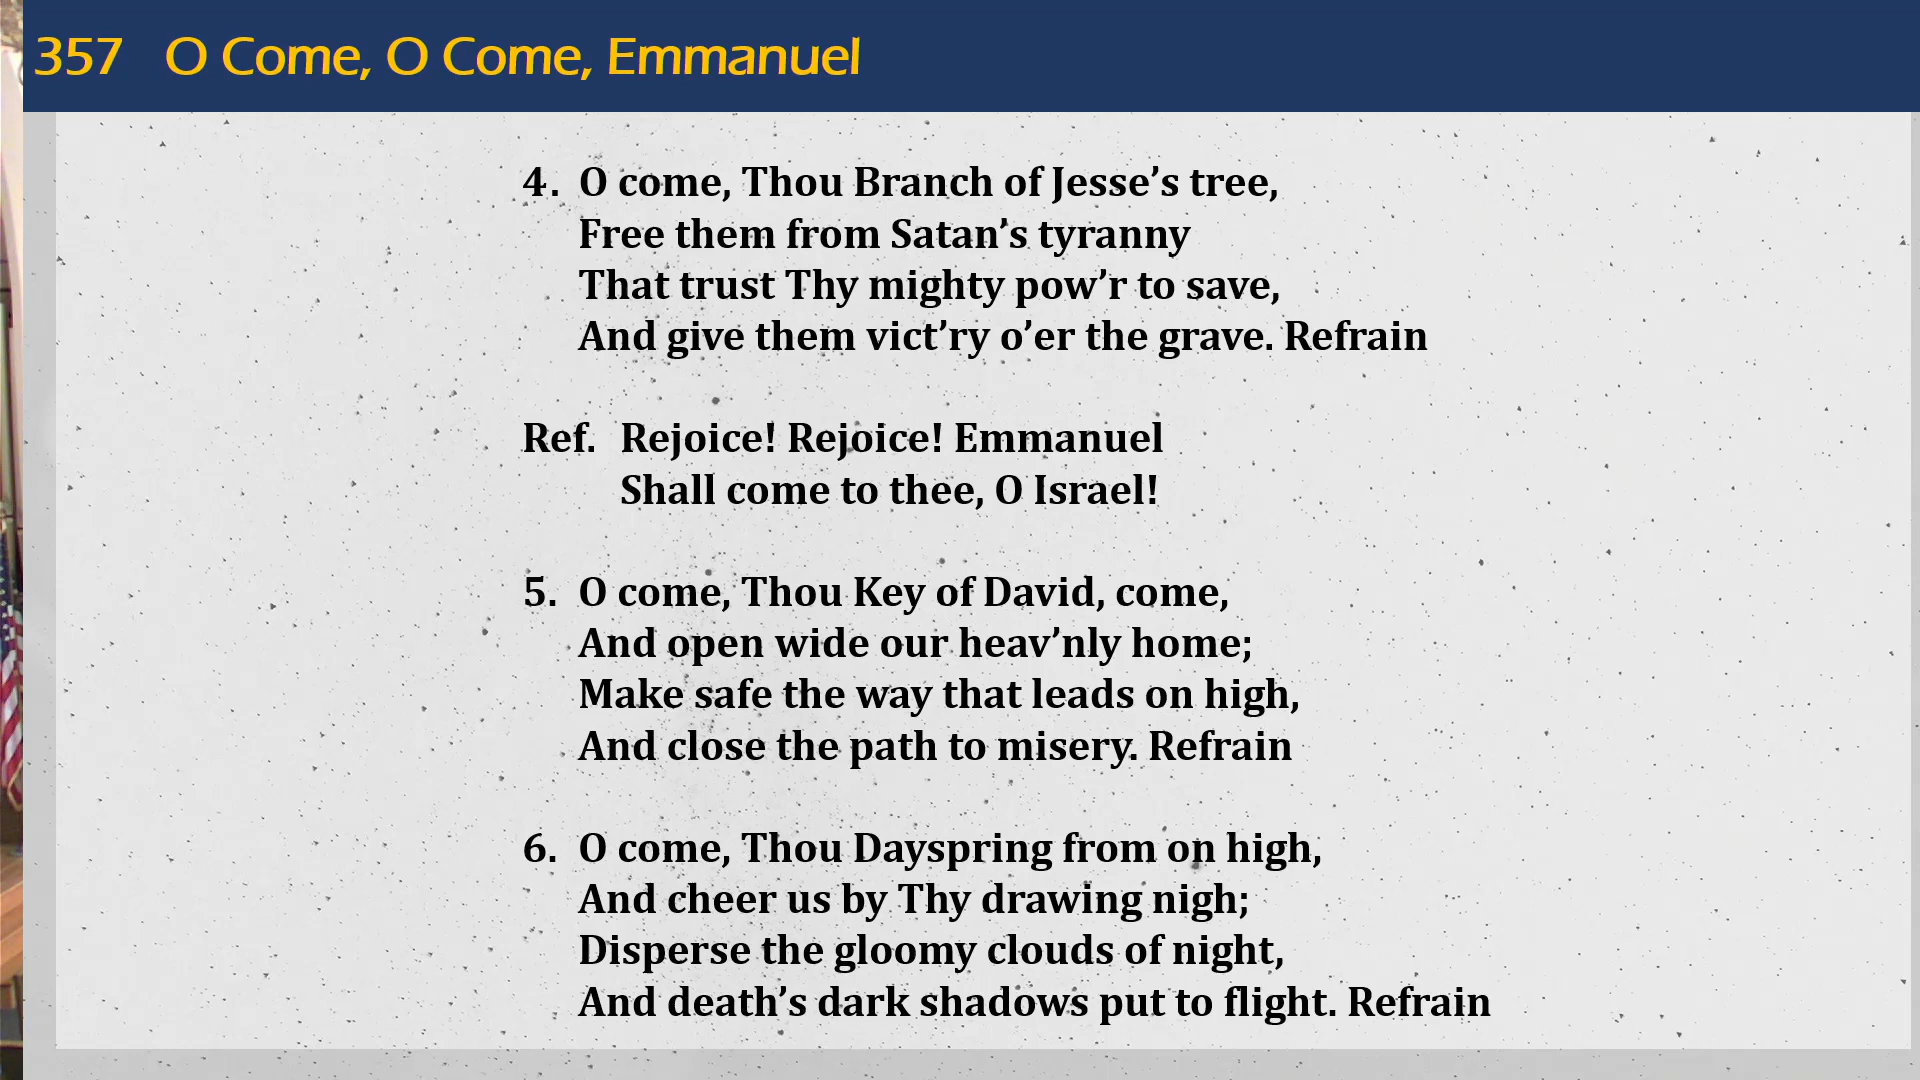 357 O Come, O Come, Emmanuel
4. O come, Thou Branch of Jesse’s tree,
Free them from Satan’s tyranny
That trust Thy mighty pow’r to save,
And give them vict’ry o’er the grave. Refrain
Ref. Rejoice! Rejoice! Emmanuel
Shall come to thee, O Israel!
5. O come, Thou Key of David, come,
And open wide our heav’nly home;
Make safe the way that leads on high,
And close the path to misery. Refrain
6. O come, Thou Dayspring from on high,
And cheer us by Thy drawing nigh;
Disperse the gloomy clouds of night,
And death’s dark shadows put to flight. Refrain